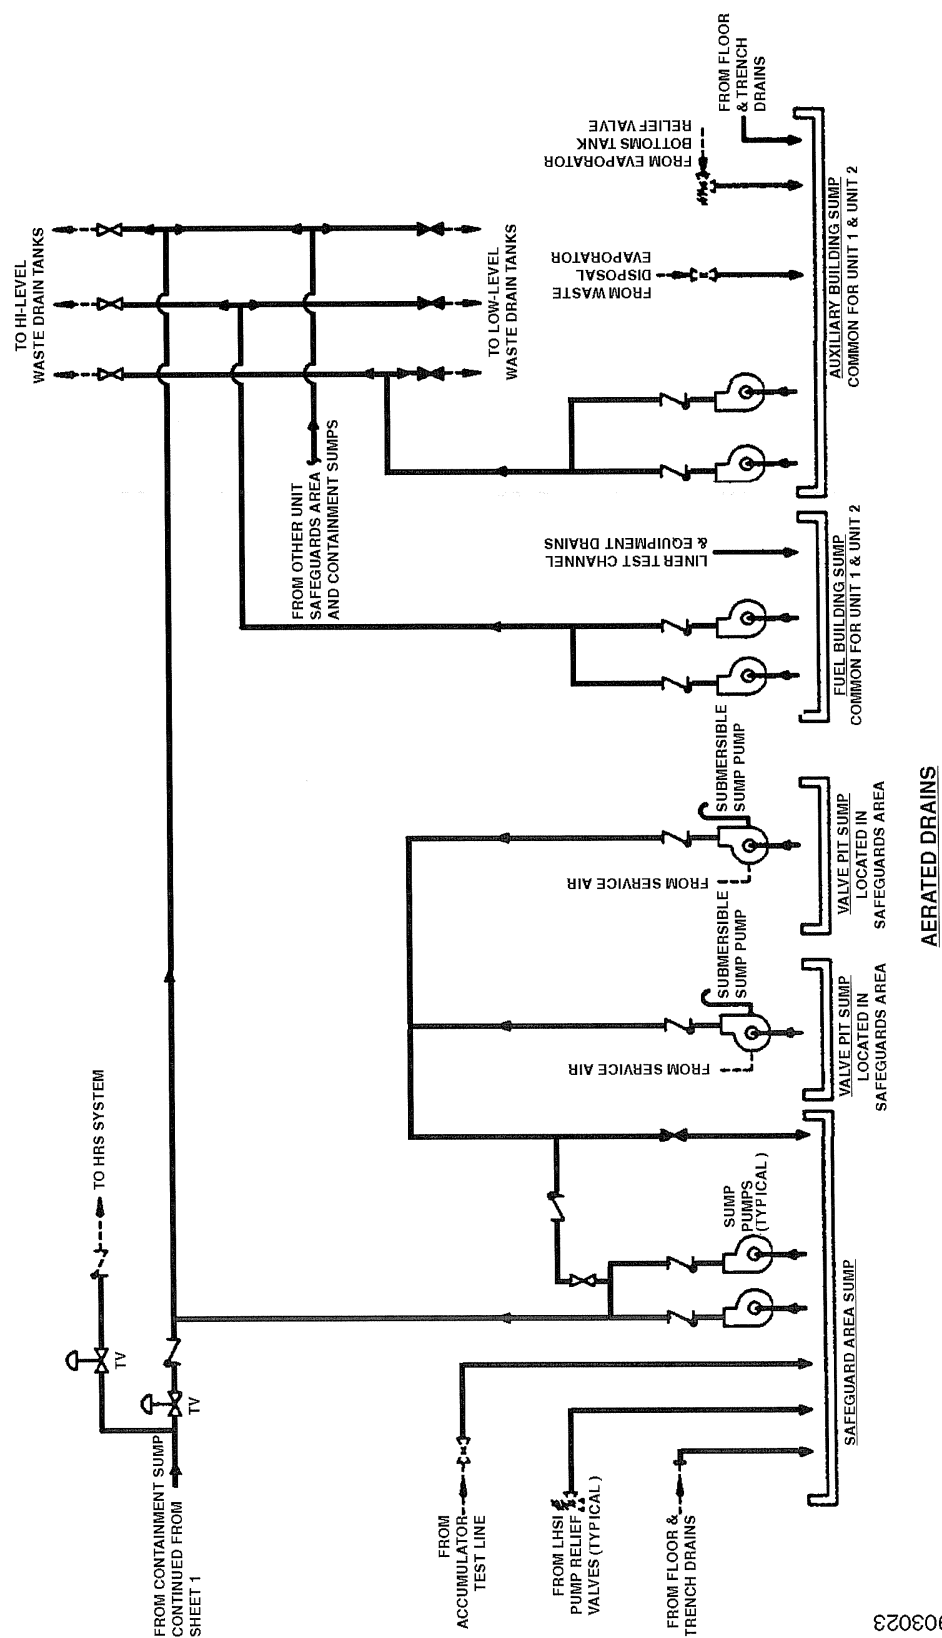 FROM CONTAINMENT SUMP
CONTINUED FROM
SHEET 1
TV
TV
TO HRS SYSTEM
TO HI-LEVEL
WASTE DRAIN TANKS
TO LOW-LEVEL
WASTE DRAIN TANKS
FROM OTHER UNIT
SAFEGUARDS AREA
AND CONTAINMENT SUMPS
FROM
ACCUMULATOR
TEST LINE
FROM LHSI
PUMP RELIEF
VALVES (TYPICAL)
FROM FLOOR &
TRENCH DRAINS
SUMP
PUMPS
(TYPICAL)
FROM SERVICE AIR
SUBMERSIBLE
SUMP PUMP
FROM SERVICE AIR
SUBMERSIBLE
SUMP PUMP
LINER TEST CHANNEL
& EQUIPMENT DRAINS
FROM WASTE
DISPOSAL
EVAPORATOR
FROM EVAPORATOR
BOTTOMS TANK
RELIEF VALVE
FROM FLOOR
& TRENCH
DRAINS
SAFEGUARD AREA SUMP
VALVE PIT SUMP
LOCATED IN
SAFEGUARDS AREA
VALVE PIT SUMP
LOCATED IN
SAFEGUARDS AREA
FUEL BUILDING SUMP
COMMON FOR UNIT 1 & UNIT 2
AUXILIARY BUILDING SUMP
COMMON FOR UNIT 1 & UNIT 2
AERATED DRAINS
903023